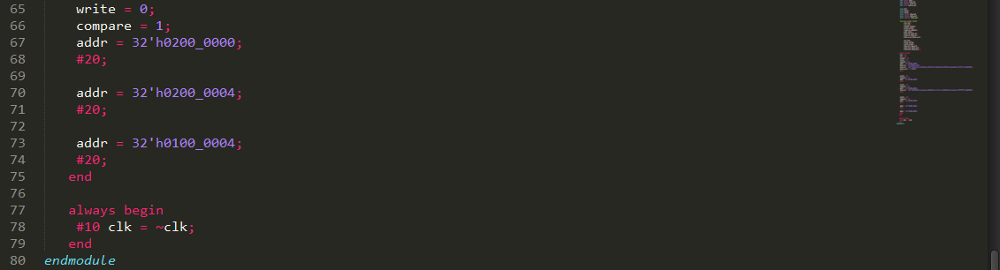 65 write = 0;
66 compare = 1;
67 addr = 32'h0200_0000;
68 #20;
69
70 addr = 32'h0200_0004;
71 #20;
72
73 addr = 32'h0100_0004;
74 #20;
75 end
76
77 always begin
78 #10 clk = ~clk;
79 end
80 endmodule